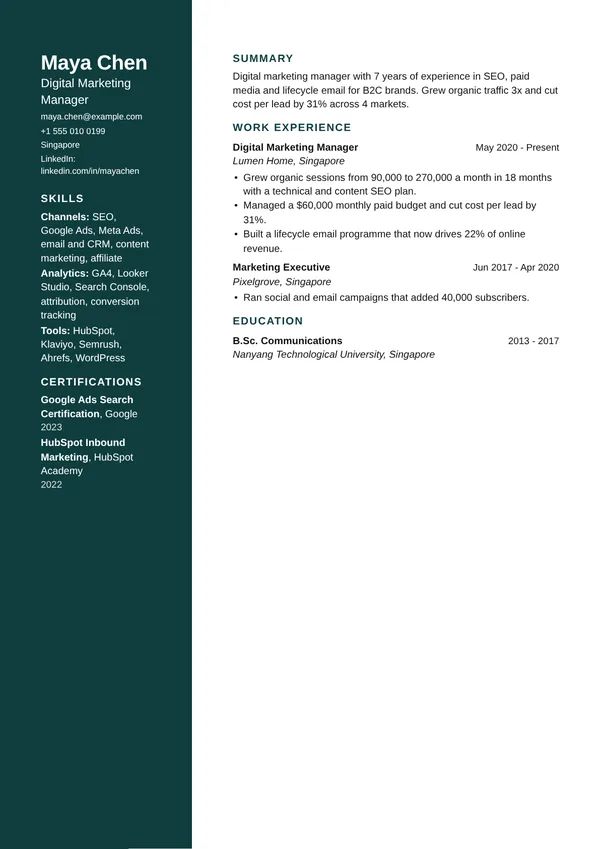 Maya Chen
Digital Marketing
Manager
maya.chen@example.com
+1 555 010 0199
Singapore
LinkedIn:
linkedin.com/in/mayachen
SKILLS
Channels: SEO,
Google Ads, Meta Ads,
email and CRM, content
marketing, affiliate
Analytics: GA4, Looker
Studio, Search Console,
attribution, conversion
tracking
Tools: HubSpot,
Klaviyo, Semrush,
Ahrefs, WordPress
CERTIFICATIONS
Google Ads Search
Certification, Google
2023
HubSpot Inbound
Marketing, HubSpot
Academy
2022
SUMMARY
Digital marketing manager with 7 years of experience in SEO, paid
media and lifecycle email for B2C brands. Grew organic traffic 3x and cut
cost per lead by 31% across 4 markets.
WORK EXPERIENCE
Digital Marketing Manager May 2020 - Present
Lumen Home, Singapore
• Grew organic sessions from 90,000 to 270,000 a month in 18 months
with a technical and content SEO plan.
• Managed a $60,000 monthly paid budget and cut cost per lead by
31%.
• Built a lifecycle email programme that now drives 22% of online
revenue.
Marketing Executive Jun 2017 - Apr 2020
Pixelgrove, Singapore
• Ran social and email campaigns that added 40,000 subscribers.
EDUCATION
B.Sc. Communications 2013 - 2017
Nanyang Technological University, Singapore